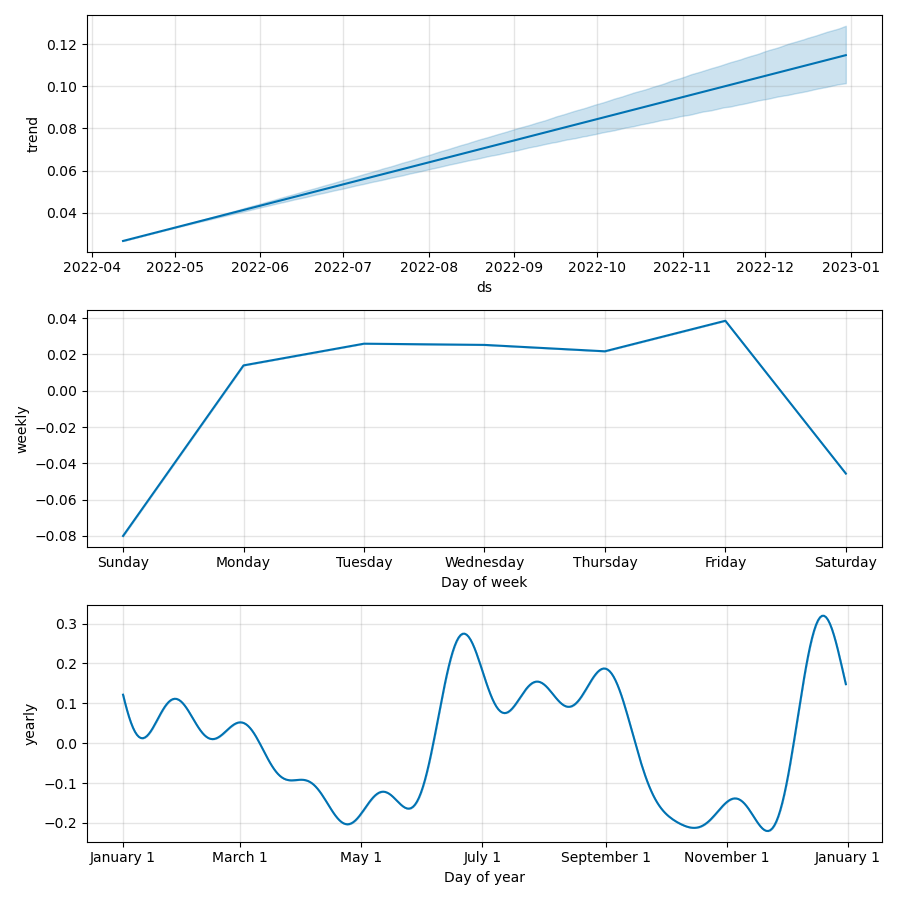 0.12
0.10
0.08
0.06
0.04
trend
2022-04 2022-05 2022-06 2022-07 2022-08 2022-09 2022-10 2022-11 2022-12 2023-01
ds
0.04
0.02
0.00
−0.02
−0.04
−0.06
−0.08
weekly
Sunday Monday Tuesday Wednesday Thursday Friday Saturday
Day of week
0.3
0.2
0.1
0.0
−0.1
−0.2
yearly
January 1 March 1 May 1 July 1 September 1 November 1 January 1
Day of year